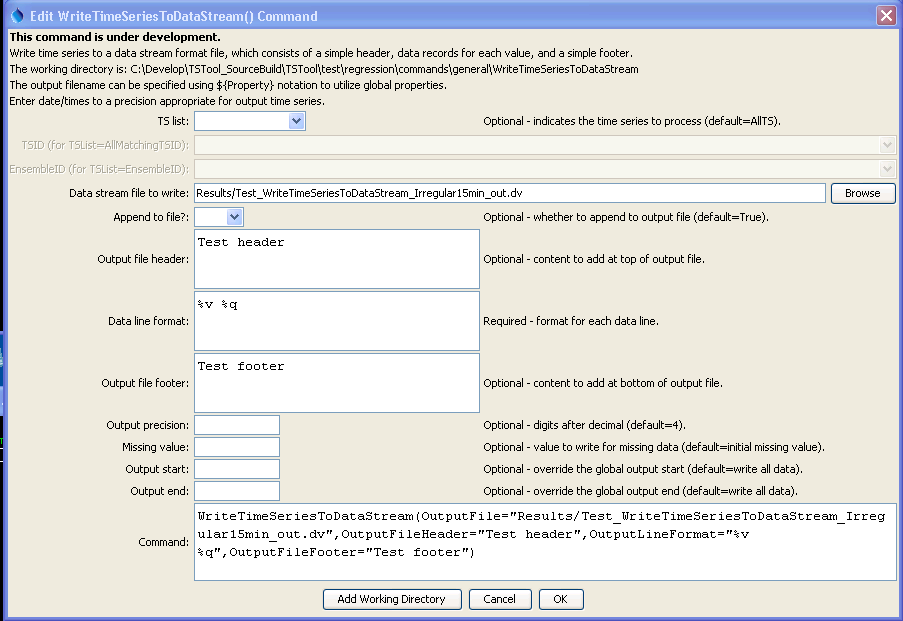 Edit WriteTimeSeriesToDataStream() Command
This command is under development.
Write time series to a data stream format file, which consists of a simple header, data records for each value, and a simple footer.
The working directory is: C:\Develop\TSTool_SourceBuild\TSTool\test\regression\commands\general\WriteTimeSeriesToDataStream
The output filename can be specified using ${Property} notation to utilize global properties.
Enter date/times to a precision appropriate for output time series.
TS list: Optional - indicates the time series to process (default=AllTS).
TSID (for TSList=AllMatchingTSID):
EnsembleID (for TSList=EnsembleID):
Data stream file to write: Results/Test_WriteTimeSeriesToDataStream_Irregular15min_out.dv Browse
Append to file?: Optional - whether to append to output file (default=True).
Test header
Output file header: Optional - content to add at top of output file.
%v %q
Data line format: Required - format for each data line.
Test footer
Output file footer: Optional - content to add at bottom of output file.
Output precision: Optional - digits after decimal (default=4).
Missing value: Optional - value to write for missing data (default=initial missing value).
Output start: Optional - override the global output start (default=write all data).
Output end: Optional - override the global output end (default=write all data).
WriteTimeSeriesToDataStream(OutputFile="Results/Test_WriteTimeSeriesToDataStream_Irreg
ular15min_out.dv",OutputFileHeader="Test header",OutputLineFormat="%v
Command: %q",OutputFileFooter="Test footer")
Add Working Directory Cancel OK